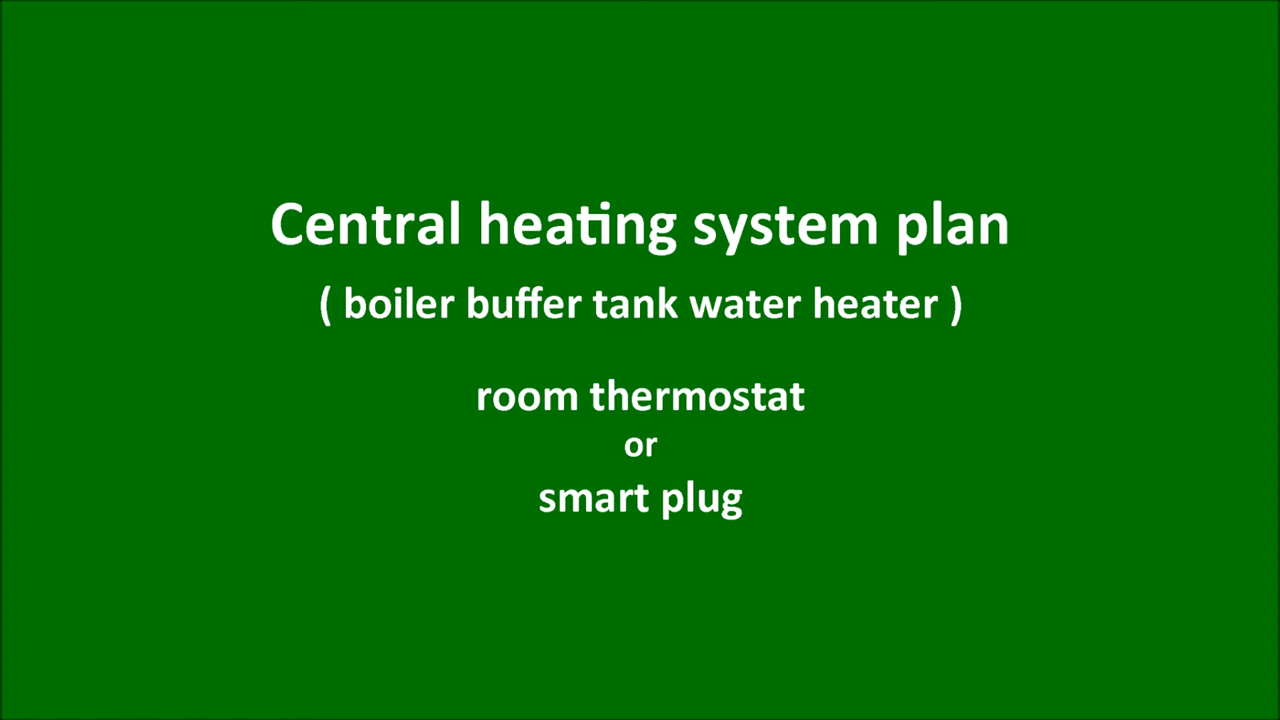 Central heating system plan
( boiler buffer tank water heater )
room thermostat
or
smart plug